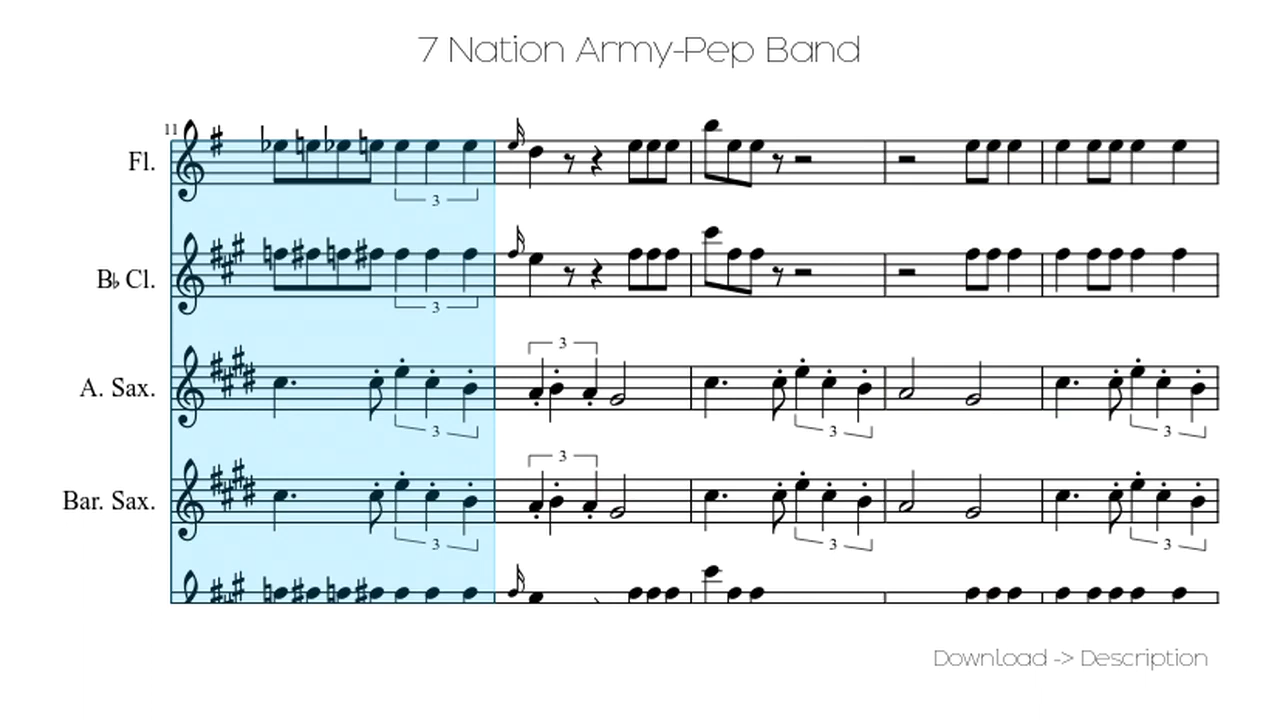 7 Nation Army-Pep Band
11
Fl.
3
B♭ Cl.
3
3
A. Sax.
3
3
3
3
Bar. Sax.
3
3
3
Download -> Description